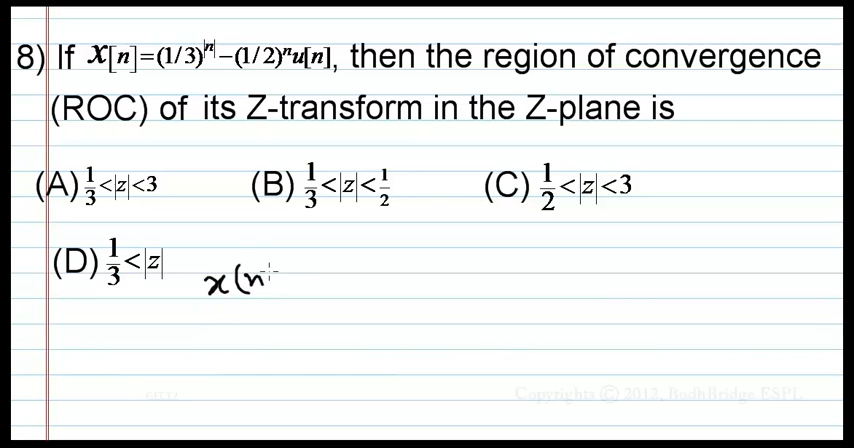 8) If x[n]=(1/3)^|n|-(1/2)^n u[n], then the region of convergence
(ROC) of its Z-transform in the Z-plane is
(A) 1/3<|z|<3 (B) 1/3<|z|<1/2 (C) 1/2<|z|<3
(D) 1/3<|z|
x(n
Copyrights © 2012, BodhBridge ESPL